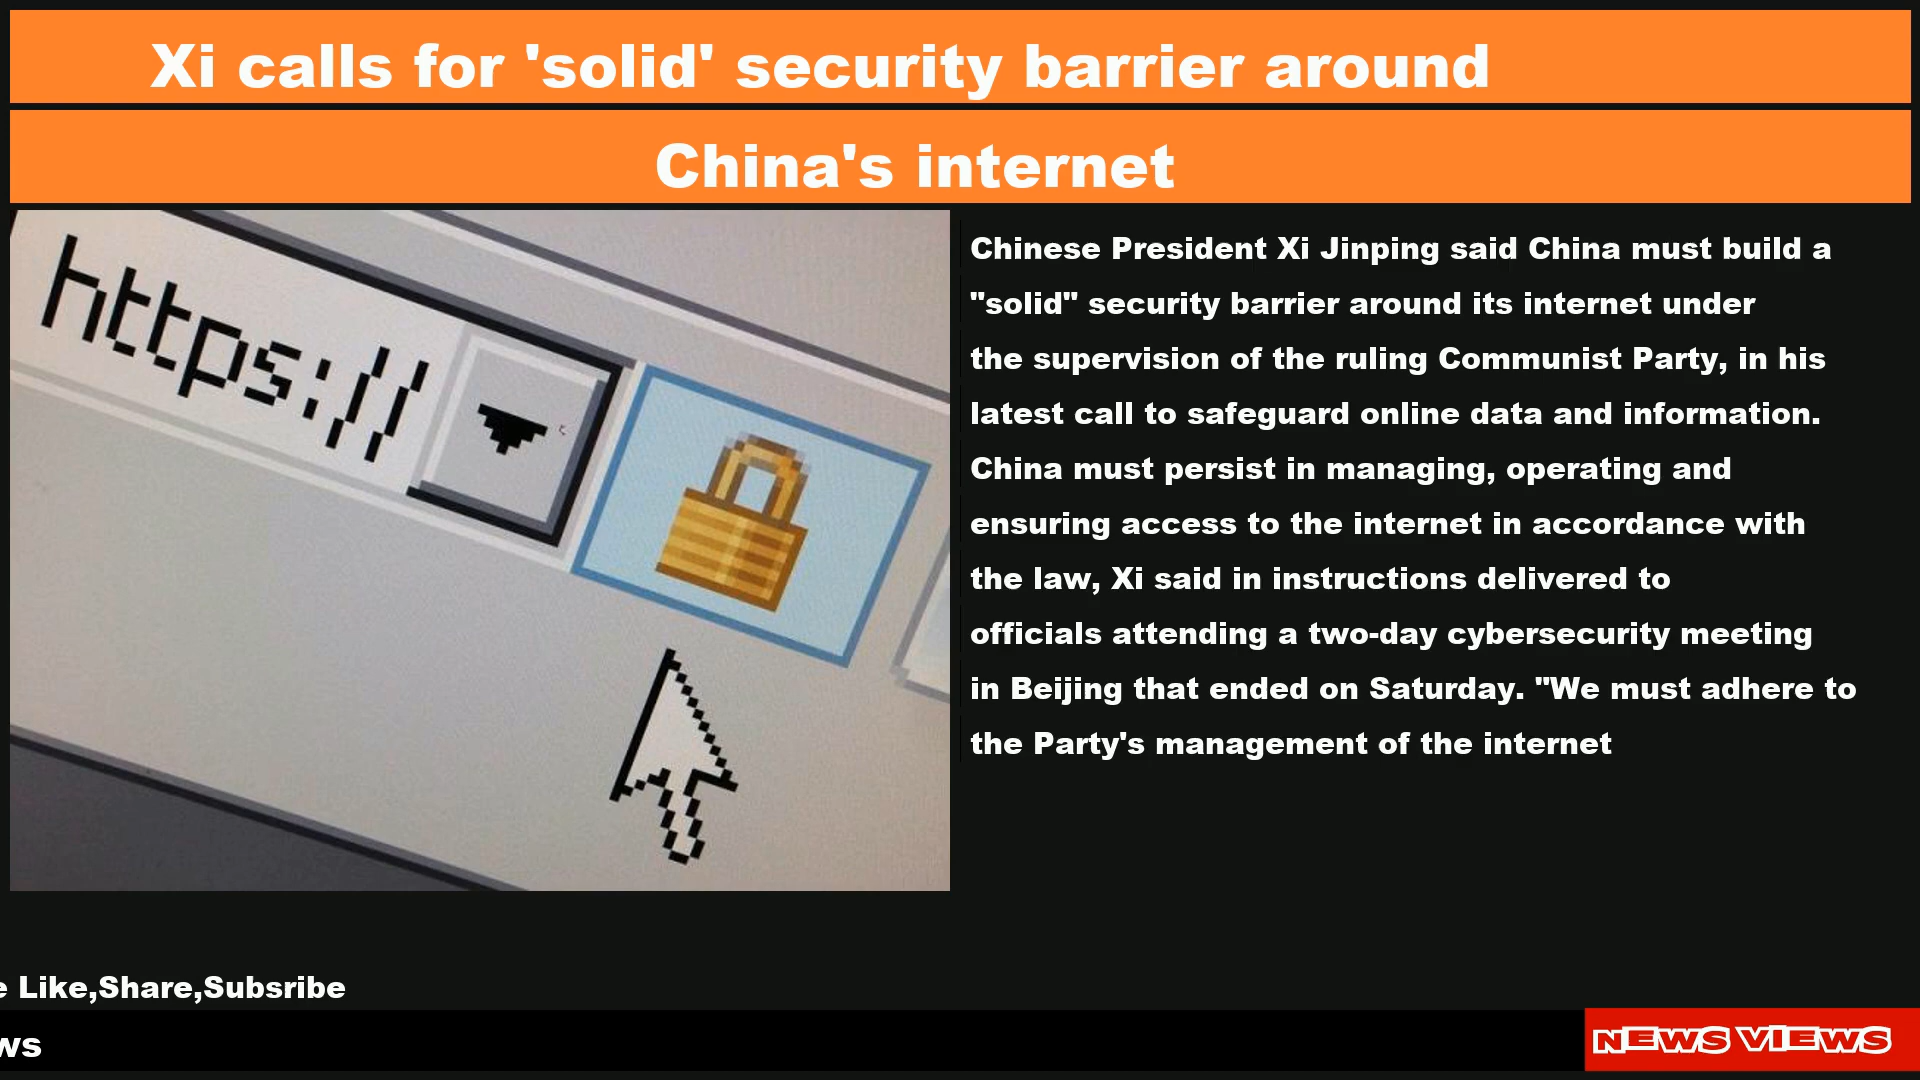 Xi calls for 'solid' security barrier around
China's internet
https://
Chinese President Xi Jinping said China must build a
"solid" security barrier around its internet under
the supervision of the ruling Communist Party, in his
latest call to safeguard online data and information.
China must persist in managing, operating and
ensuring access to the internet in accordance with
the law, Xi said in instructions delivered to
officials attending a two-day cybersecurity meeting
in Beijing that ended on Saturday. "We must adhere to
the Party's management of the internet
e Like,Share,Subsribe
ws
NEWS VIEWS